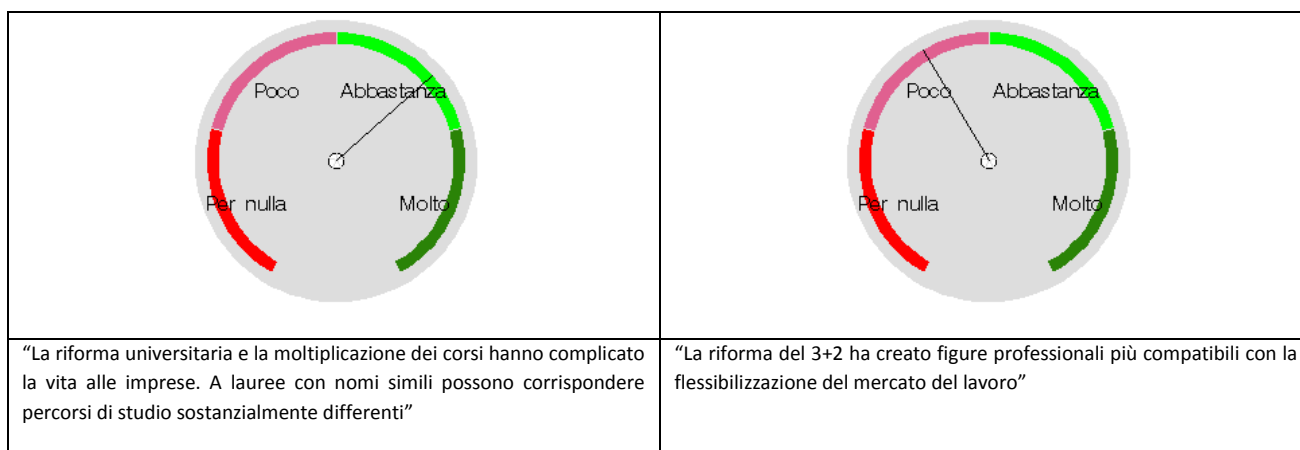 Poco Abbastanza
Per nulla Molto
Poco Abbastanza
Per nulla Molto
“La riforma universitaria e la moltiplicazione dei corsi hanno complicato
la vita alle imprese. A lauree con nomi simili possono corrispondere
percorsi di studio sostanzialmente differenti”
“La riforma del 3+2 ha creato figure professionali più compatibili con la
flessibilizzazione del mercato del lavoro”